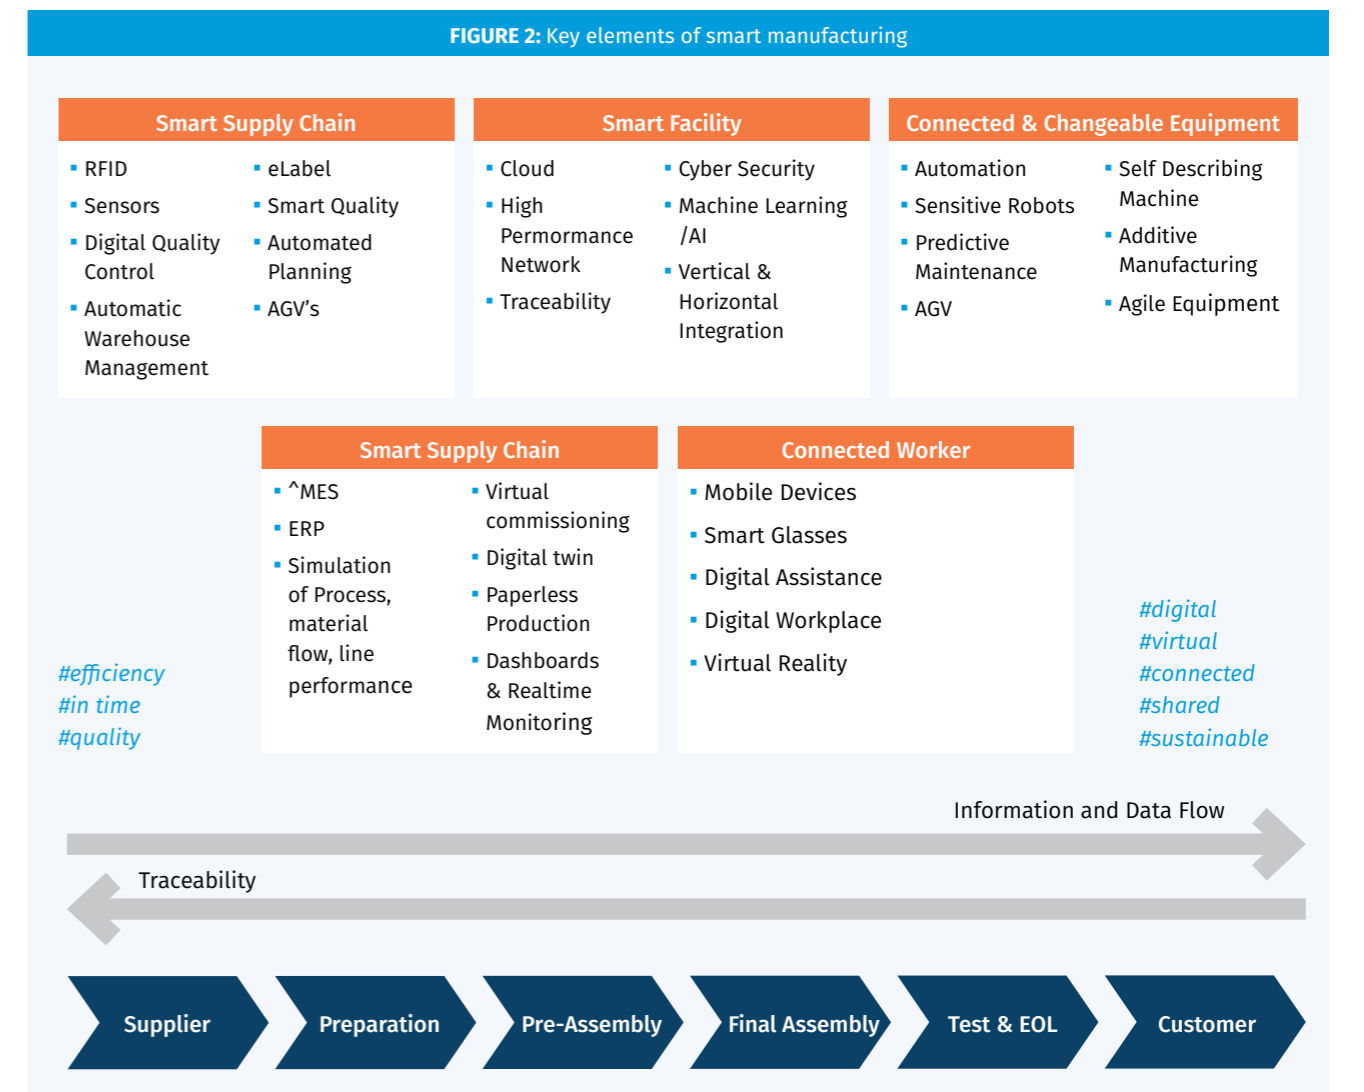 FIGURE 2: Key elements of smart manufacturing
Smart Supply Chain
▪ RFID
▪ Sensors
▪ Digital Quality
Control
▪ Automatic
Warehouse
Management
▪ eLabel
▪ Smart Quality
▪ Automated
Planning
▪ AGV’s
Smart Facility
▪ Cloud
▪ High
Permormance
Network
▪ Traceability
▪ Cyber Security
▪ Machine Learning
/AI
▪ Vertical &
Horizontal
Integration
Connected & Changeable Equipment
▪ Automation
▪ Sensitive Robots
▪ Predictive
Maintenance
▪ AGV
▪ Self Describing
Machine
▪ Additive
Manufacturing
▪ Agile Equipment
Smart Supply Chain
▪ ^MES
▪ ERP
▪ Simulation
of Process,
material
flow, line
performance
▪ Virtual
commissioning
▪ Digital twin
▪ Paperless
Production
▪ Dashboards
& Realtime
Monitoring
Connected Worker
▪ Mobile Devices
▪ Smart Glasses
▪ Digital Assistance
▪ Digital Workplace
▪ Virtual Reality
#efficiency
#in time
#quality
#digital
#virtual
#connected
#shared
#sustainable
Information and Data Flow
Traceability
Supplier
Preparation
Pre-Assembly
Final Assembly
Test & EOL
Customer